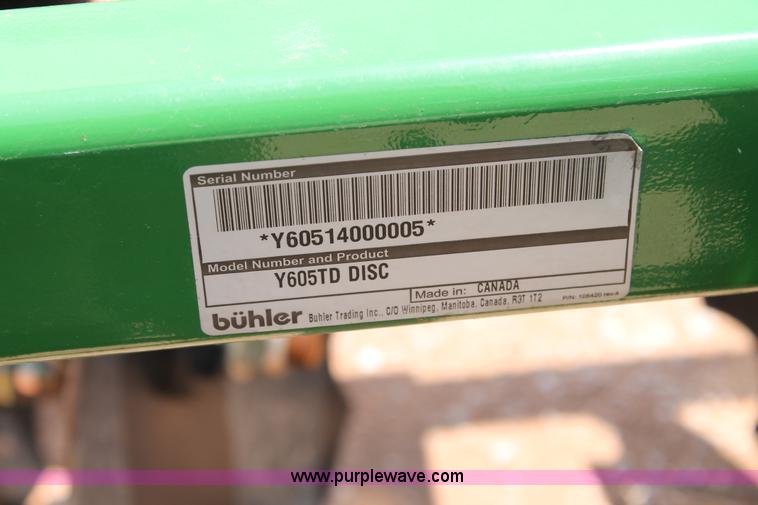 Serial Number
*Y60514000005*
Model Number and Product
Y605TD DISC
Made in: CANADA
bühler Buhler Trading Inc., C/O Winnipeg, Manitoba, Canada, R3T 1T2
www.purplewave.com